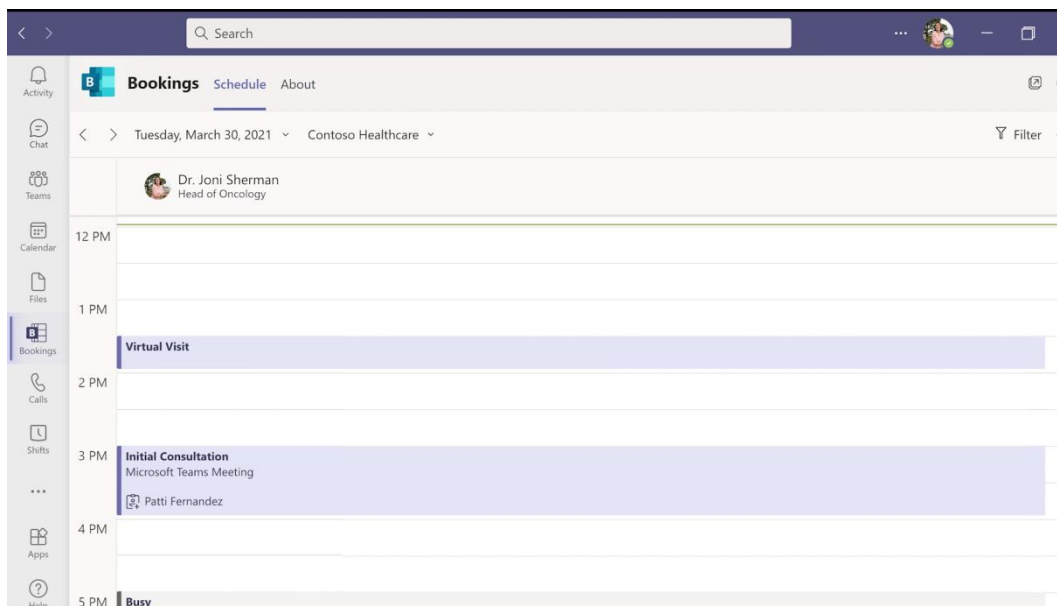 Search
...
Activity
Chat
Teams
Calendar
Files
Bookings
Calls
Shifts
...
Apps
Help
B Bookings Schedule About
Tuesday, March 30, 2021 Contoso Healthcare Filter
Dr. Joni Sherman
Head of Oncology
12 PM
1 PM
Virtual Visit
2 PM
3 PM Initial Consultation
Microsoft Teams Meeting
Patti Fernandez
4 PM
5 PM Busy